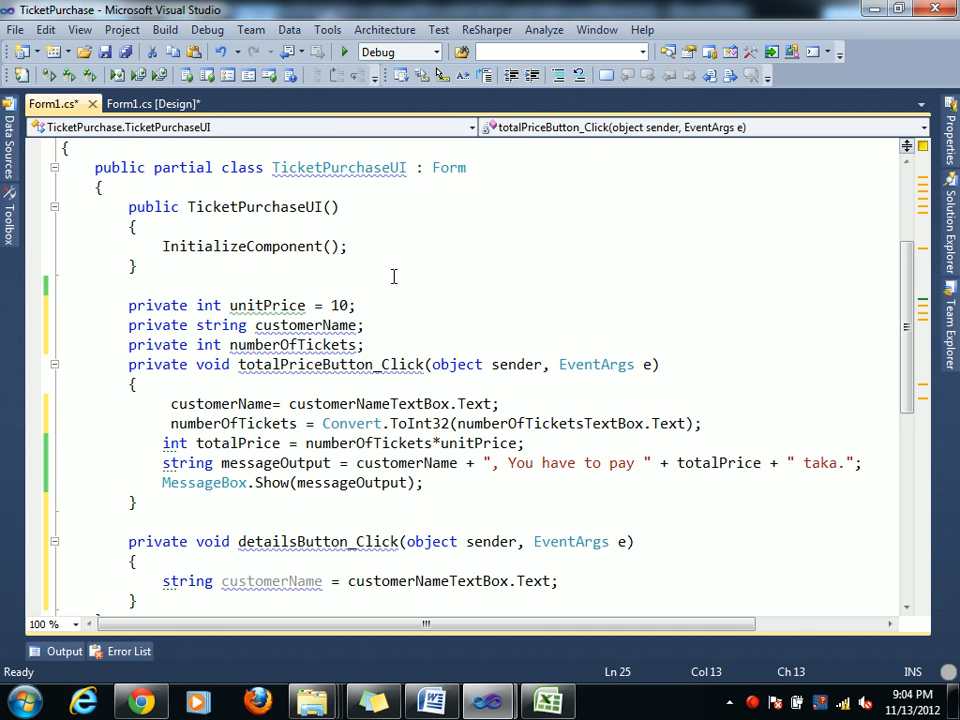 TicketPurchase - Microsoft Visual Studio
File Edit View Project Build Debug Team Data Tools Architecture Test ReSharper Analyze Window Help
Debug
Form1.cs* Form1.cs [Design]*
TicketPurchase.TicketPurchaseUI totalPriceButton_Click(object sender, EventArgs e)
{
public partial class TicketPurchaseUI : Form
{
public TicketPurchaseUI()
{
InitializeComponent();
}
private int unitPrice = 10;
private string customerName;
private int numberOfTickets;
private void totalPriceButton_Click(object sender, EventArgs e)
{
customerName= customerNameTextBox.Text;
numberOfTickets = Convert.ToInt32(numberOfTicketsTextBox.Text);
int totalPrice = numberOfTickets*unitPrice;
string messageOutput = customerName + ", You have to pay " + totalPrice + " taka.";
MessageBox.Show(messageOutput);
}
private void detailsButton_Click(object sender, EventArgs e)
{
string customerName = customerNameTextBox.Text;
}
100 %
Data Sources
Toolbox
Properties
Solution Explorer
Team Explorer
Output Error List
Ready Ln 25 Col 13 Ch 13 INS
9:04 PM
11/13/2012